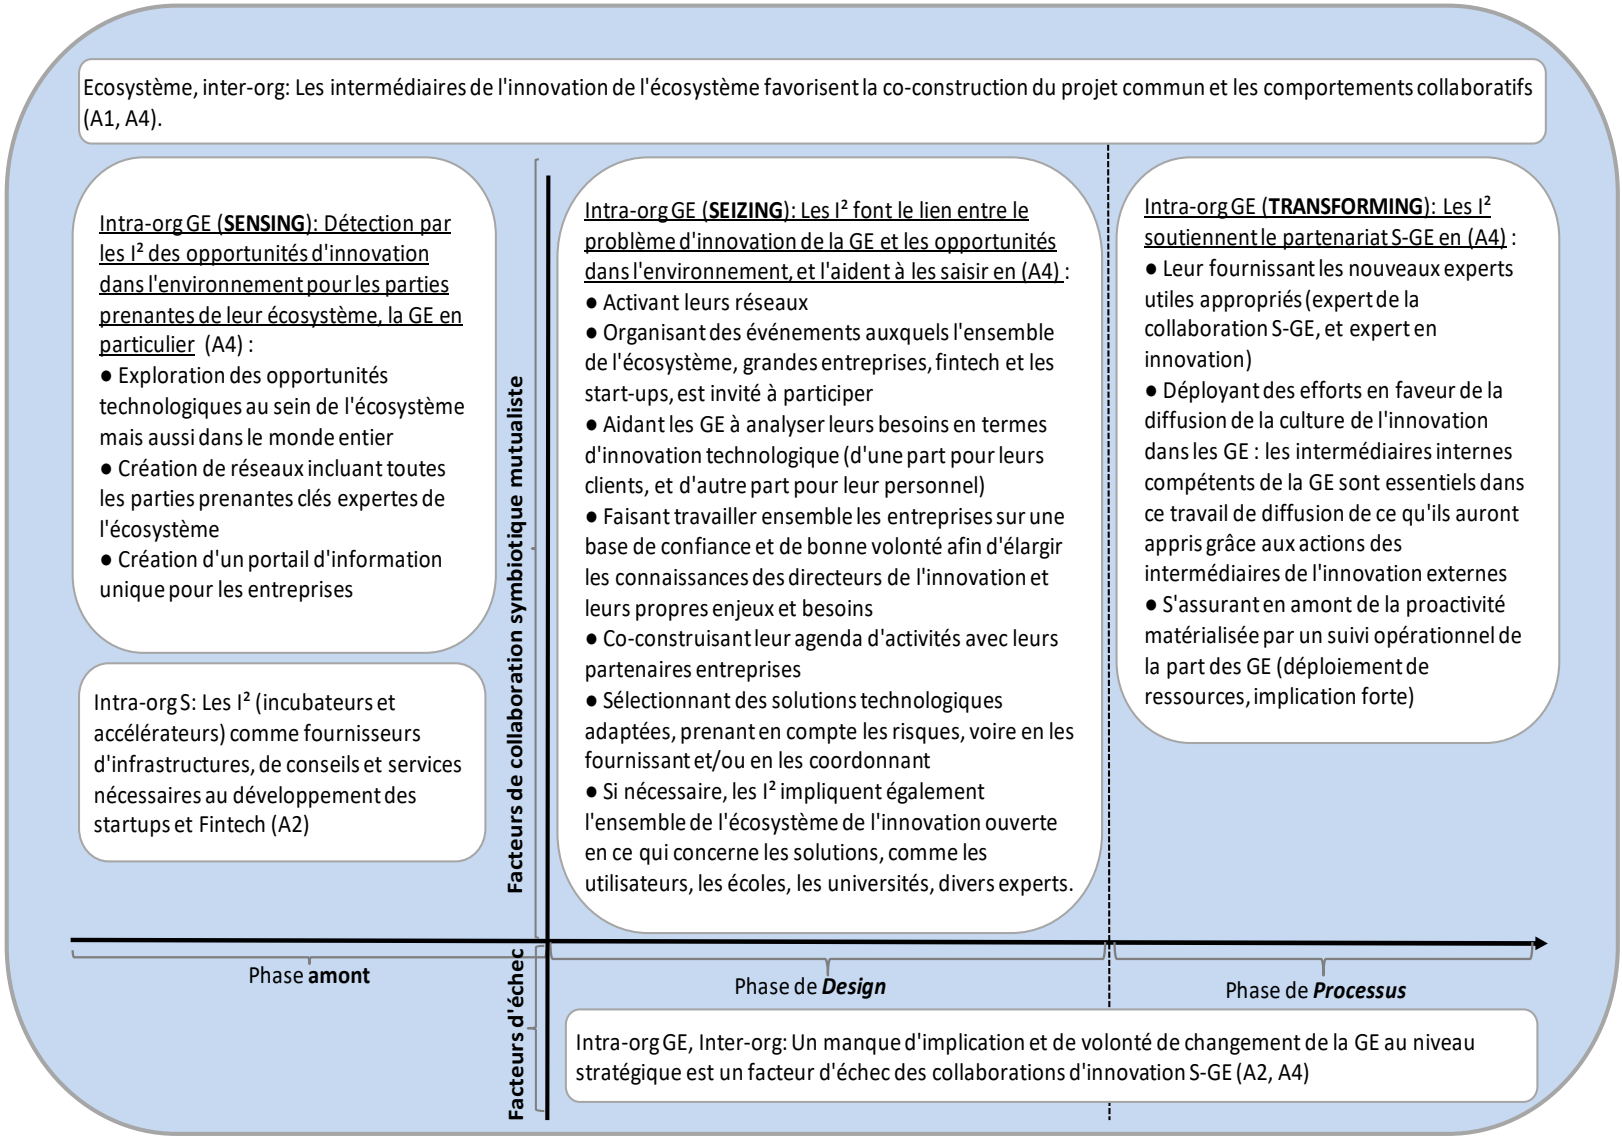 Ecosystème, inter-org: Les intermédiaires de l'innovation de l'écosystème favorisent la co-construction du projet commun et les comportements collaboratifs
(A1, A4).
Intra-org GE (SENSING): Détection par
les I² des opportunités d'innovation
dans l'environnement pour les parties
prenantes de leur écosystème, la GE en
particulier (A4) :
● Exploration des opportunités
technologiques au sein de l'écosystème
mais aussi dans le monde entier
● Création de réseaux incluant toutes
les parties prenantes clés expertes de
l'écosystème
● Création d'un portail d'information
unique pour les entreprises
Intra-org S: Les I² (incubateurs et
accélérateurs) comme fournisseurs
d'infrastructures, de conseils et services
nécessaires au développement des
startups et Fintech (A2)
Facteurs de collaboration symbiotique mutualiste
Intra-org GE (SEIZING): Les I² font le lien entre le
problème d'innovation de la GE et les opportunités
dans l'environnement, et l'aident à les saisir en (A4) :
● Activant leurs réseaux
● Organisant des événements auxquels l'ensemble
de l'écosystème, grandes entreprises, fintech et les
start-ups, est invité à participer
● Aidant les GE à analyser leurs besoins en termes
d'innovation technologique (d'une part pour leurs
clients, et d'autre part pour leur personnel)
● Faisant travailler ensemble les entreprises sur une
base de confiance et de bonne volonté afin d'élargir
les connaissances des directeurs de l'innovation et
leurs propres enjeux et besoins
● Co-construisant leur agenda d'activités avec leurs
partenaires entreprises
● Sélectionnant des solutions technologiques
adaptées, prenant en compte les risques, voire en les
fournissant et/ou en les coordonnant
● Si nécessaire, les I² impliquent également
l'ensemble de l'écosystème de l'innovation ouverte
en ce qui concerne les solutions, comme les
utilisateurs, les écoles, les universités, divers experts.
Intra-org GE (TRANSFORMING): Les I²
soutiennent le partenariat S-GE en (A4) :
● Leur fournissant les nouveaux experts
utiles appropriés (expert de la
collaboration S-GE, et expert en
innovation)
● Déployant des efforts en faveur de la
diffusion de la culture de l'innovation
dans les GE : les intermédiaires internes
compétents de la GE sont essentiels dans
ce travail de diffusion de ce qu'ils auront
appris grâce aux actions des
intermédiaires de l'innovation externes
● S'assurant en amont de la proactivité
matérialisée par un suivi opérationnel de
la part des GE (déploiement de
ressources, implication forte)
Phase amont
Phase de Design
Phase de Processus
Facteurs d'échec
Intra-org GE, Inter-org: Un manque d'implication et de volonté de changement de la GE au niveau
stratégique est un facteur d'échec des collaborations d'innovation S-GE (A2, A4)